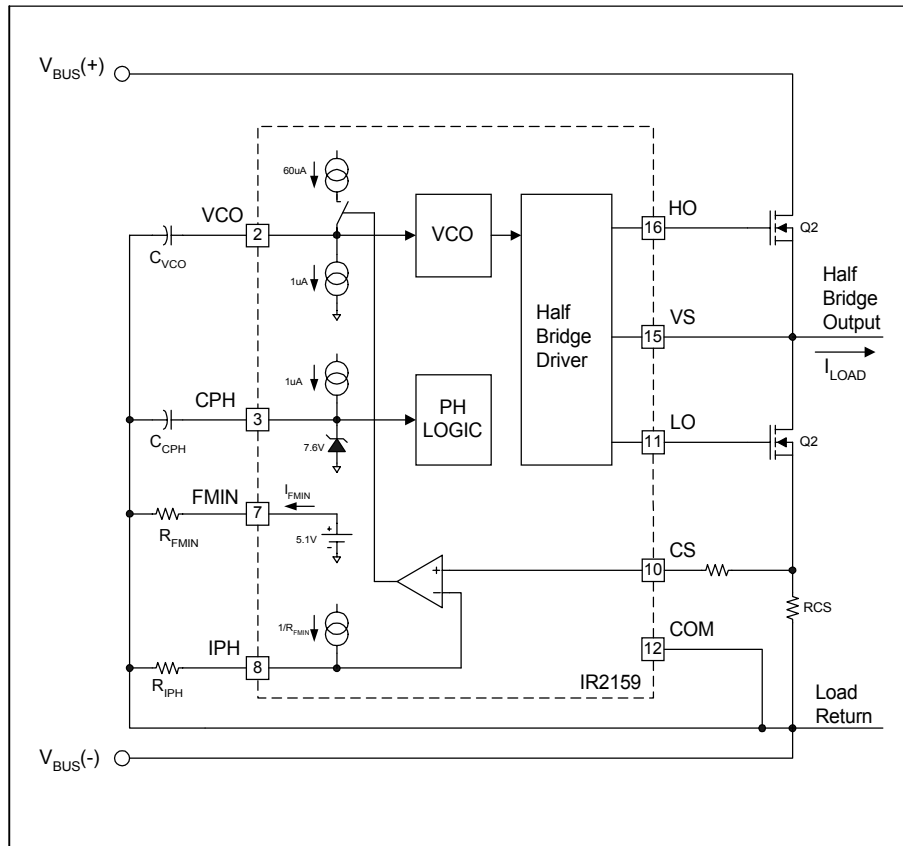 V_BUS(+)
60uA
VCO
2
C_VCO
VCO
1uA
HO
16
Q2
Half
Bridge
Driver
VS
15
Half
Bridge
Output
I_LOAD
1uA
CPH
3
C_CPH
7.6V
PH
LOGIC
LO
11
Q2
FMIN
7
R_FMIN
I_FMIN
5.1V
+
-
+
-
CS
10
RCS
1/R_FMIN
IPH
8
R_IPH
COM
12
IR2159
Load
Return
V_BUS(-)